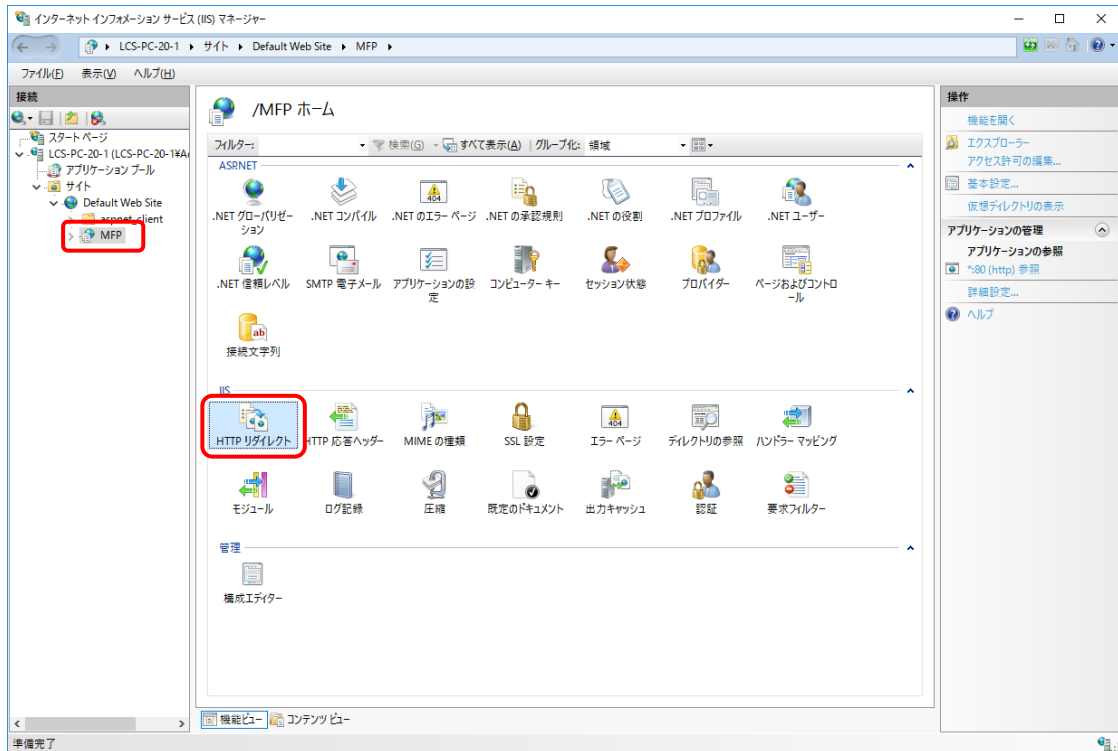 インターネット インフォメーション サービス (IIS) マネージャー
LCS-PC-20-1 サイト Default Web Site MFP
ファイル(F) 表示(V) ヘルプ(H)
接続
スタート ページ
LCS-PC-20-1 (LCS-PC-20-1¥Ad
アプリケーション プール
サイト
Default Web Site
aspnet_client
MFP
/MFP ホーム
フィルター: 検索(G) すべて表示(A) グループ化: 領域
ASP.NET
.NET グローバリゼーション
.NET コンパイル
.NET のエラー ページ
.NET の承認規則
.NET の役割
.NET プロファイル
.NET ユーザー
.NET 信頼レベル
SMTP 電子メール
アプリケーションの設定
コンピューター キー
セッション状態
プロバイダー
ページおよびコントロール
接続文字列
IIS
HTTP リダイレクト
HTTP 応答ヘッダー
MIME の種類
SSL 設定
エラー ページ
ディレクトリの参照
ハンドラー マッピング
モジュール
ログ記録
圧縮
既定のドキュメント
出力キャッシュ
認証
要求フィルター
管理
構成エディター
機能ビュー コンテンツ ビュー
準備完了
操作
機能を開く
エクスプローラー
アクセス許可の編集...
基本設定...
仮想ディレクトリの表示
アプリケーションの管理
アプリケーションの参照
*:80 (http) 参照
詳細設定...
ヘルプ